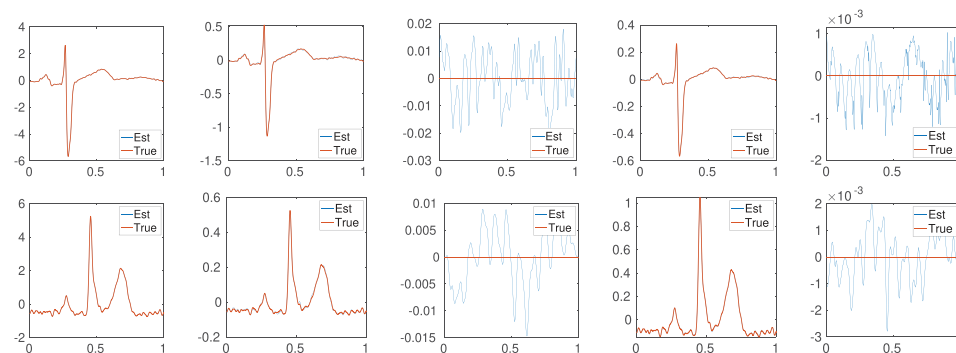 4
2
0
-2
-4
-6
0 0.5 1
Est
True
0.5
0
-0.5
-1
-1.5
0 0.5 1
Est
True
0.02
0.01
0
-0.01
-0.02
-0.03
0 0.5 1
Est
True
0.4
0.2
0
-0.2
-0.4
-0.6
0 0.5 1
Est
True
×10⁻³
1
0
-1
-2
0 0.5
Est
True
6
4
2
0
-2
0 0.5 1
Est
True
0.6
0.4
0.2
0
-0.2
0 0.5 1
Est
True
0.01
0.005
0
-0.005
-0.01
-0.015
0 0.5 1
Est
True
1
0.8
0.6
0.4
0.2
0
0 0.5 1
Est
True
×10⁻³
2
1
0
-1
-2
-3
0 0.5
Est
True